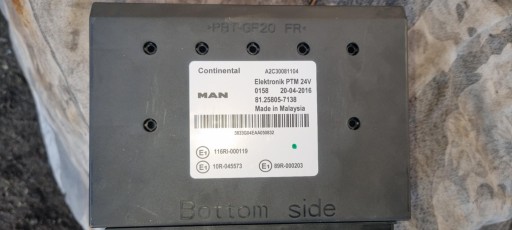 >PBT-GF20 FR<
Continental A2C30081104
Elektronik PTM 24V
MAN 0158 20-04-2016
81.25805-7138
Made in Malaysia
E1 116RI-000119
E1 10R-045573 E1 89R-000203
Bottom side